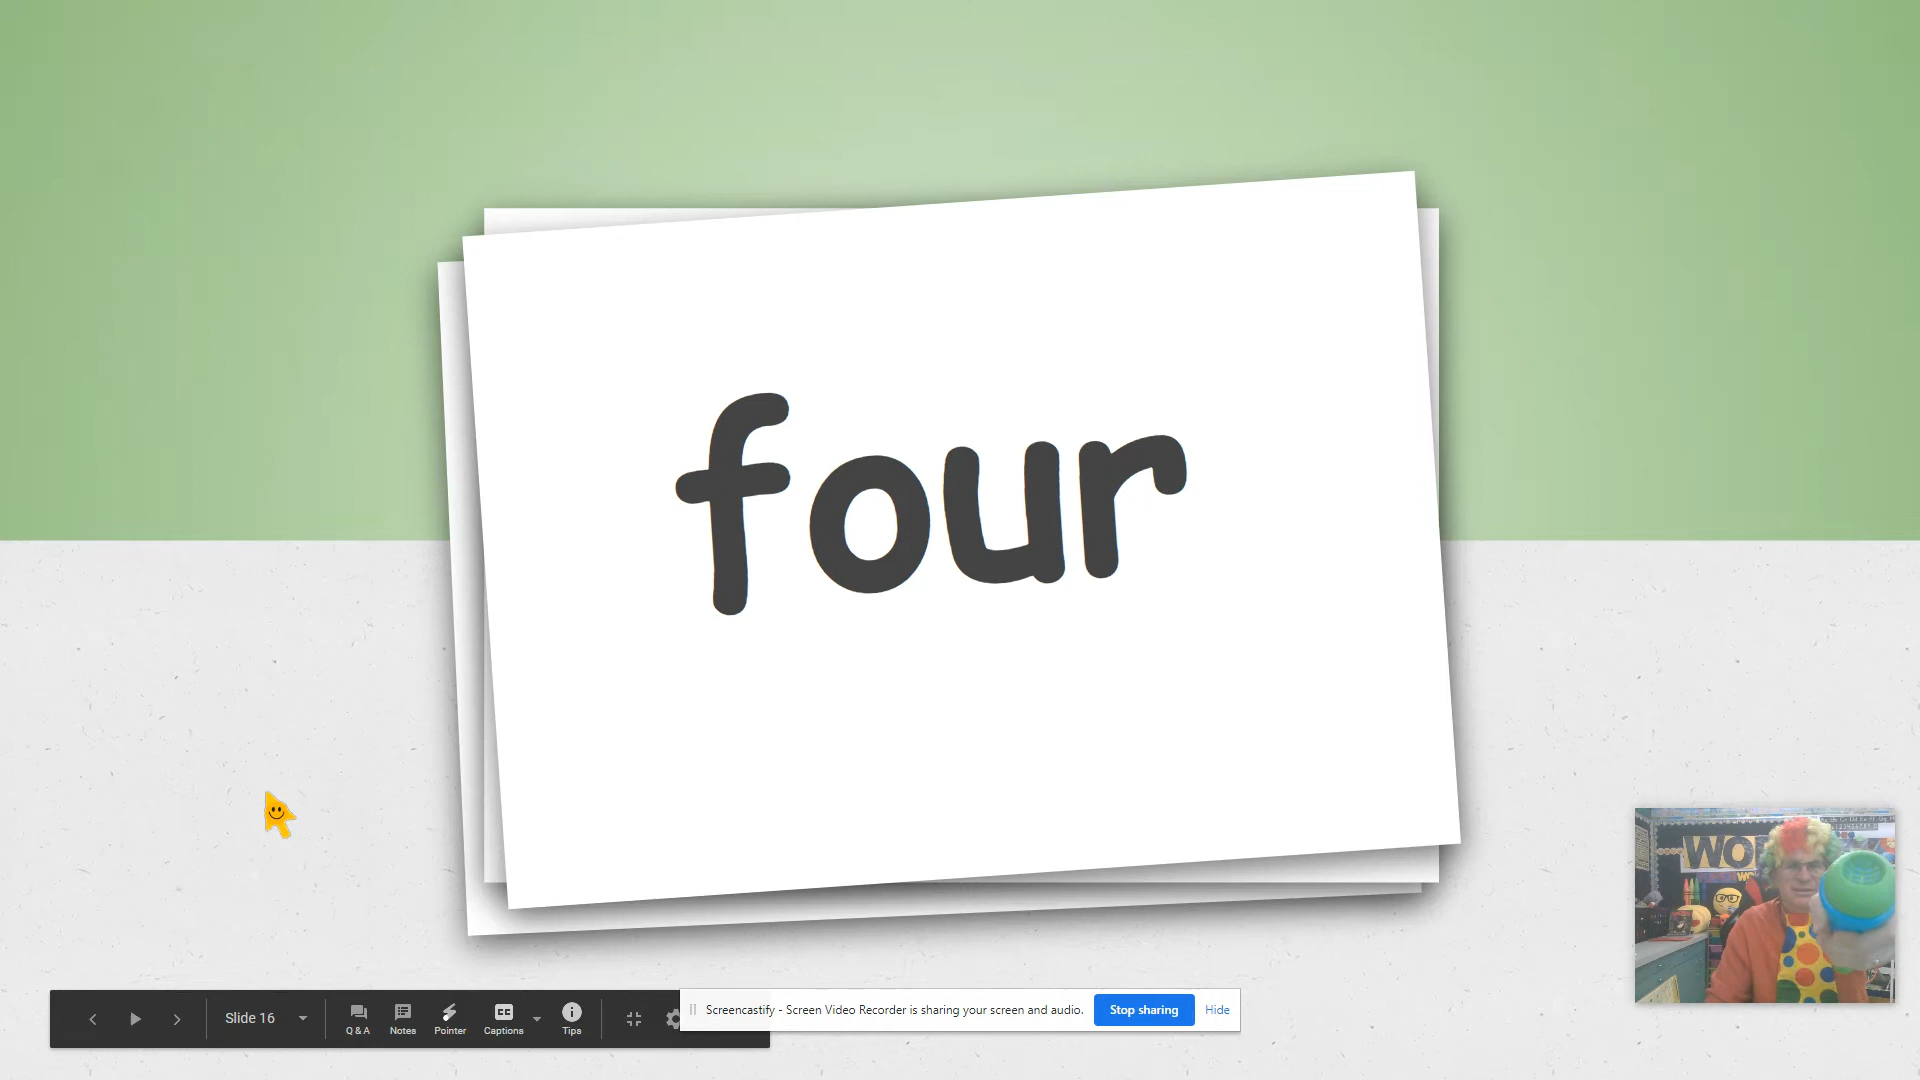 four
WO
Slide 16
Q & A
Notes
Pointer
Captions
Tips
Screencastify - Screen Video Recorder is sharing your screen and audio.
Stop sharing
Hide